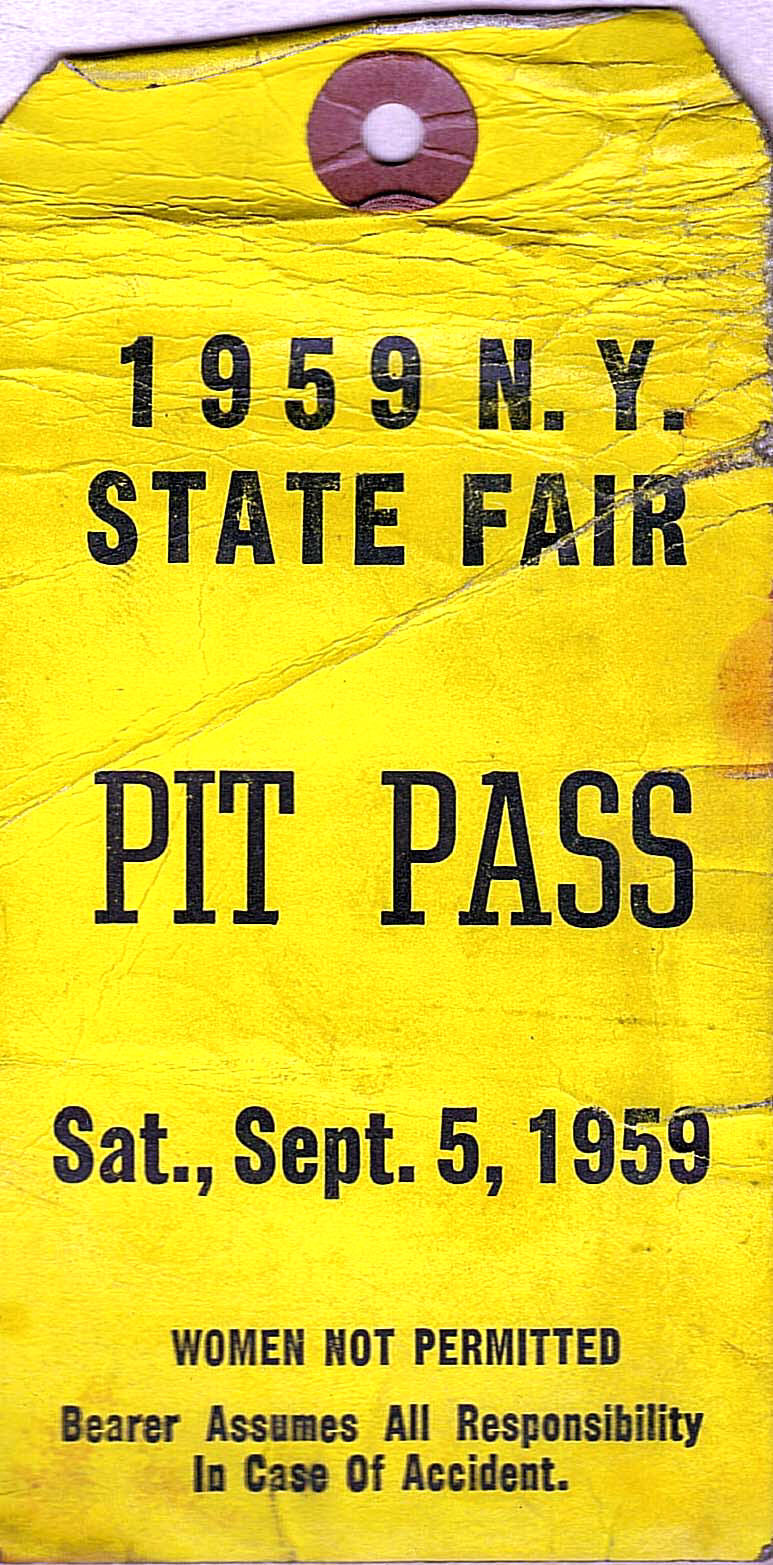 1959 N.Y.
STATE FAIR
PIT PASS
Sat., Sept. 5, 1959
WOMEN NOT PERMITTED
Bearer Assumes All Responsibility
In Case Of Accident.